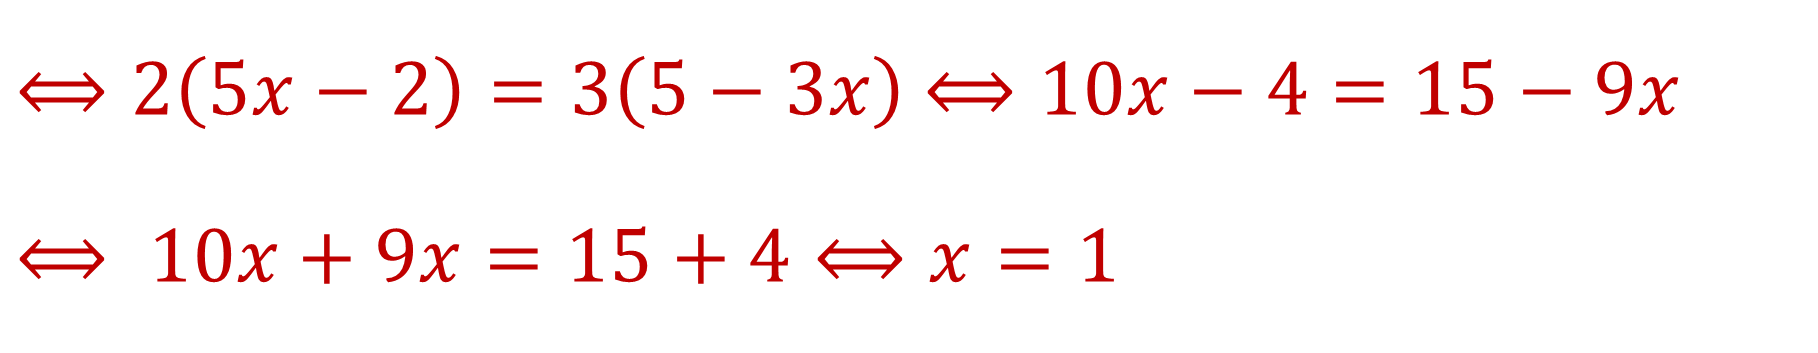 ⟺ 2(5x − 2) = 3(5 − 3x) ⟺ 10x − 4 = 15 − 9x
⟺ 10x + 9x = 15 + 4 ⟺ x = 1